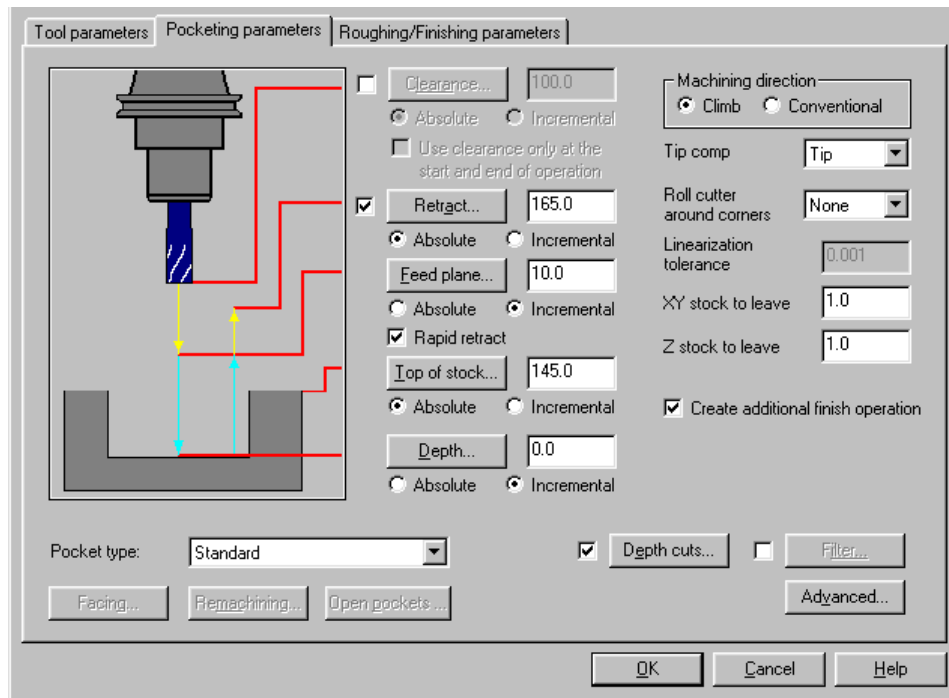 Tool parameters Pocketing parameters Roughing/Finishing parameters
Clearance... 100.0
Absolute Incremental
Use clearance only at the
start and end of operation
Retract... 165.0
Absolute Incremental
Feed plane... 10.0
Absolute Incremental
Rapid retract
Top of stock... 145.0
Absolute Incremental
Depth... 0.0
Absolute Incremental
Machining direction
Climb Conventional
Tip comp Tip
Roll cutter
around corners None
Linearization
tolerance 0.001
XY stock to leave 1.0
Z stock to leave 1.0
Create additional finish operation
Pocket type: Standard
Depth cuts... Filter...
Facing... Remachining... Open pockets ... Advanced...
OK Cancel Help